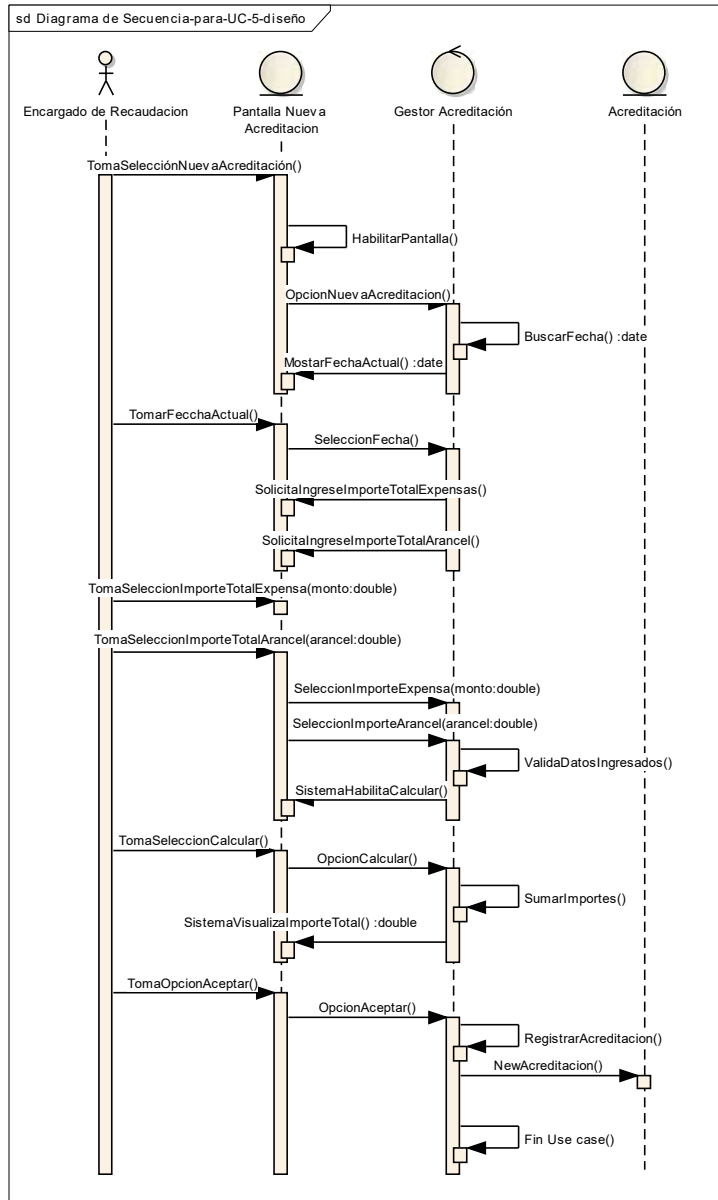 sd Diagrama de Secuencia-para-UC-5-diseño
Encargado de Recaudacion
Pantalla Nueva
Acreditacion
Gestor Acreditación
Acreditación
TomaSelecciónNuevaAcreditación()
HabilitarPantalla()
OpcionNuevaAcreditacion()
BuscarFecha() :date
MostarFechaActual() :date
TomarFecchaActual()
SeleccionFecha()
SolicitaIngreseImporteTotalExpensas()
SolicitaIngreseImporteTotalArancel()
TomaSeleccionImporteTotalExpensa(monto:double)
TomaSeleccionImporteTotalArancel(arancel:double)
SeleccionImporteExpensa(monto:double)
SeleccionImporteArancel(arancel:double)
ValidaDatosIngresados()
SistemaHabilitaCalcular()
TomaSeleccionCalcular()
OpcionCalcular()
SumarImportes()
SistemaVisualizaImporteTotal() :double
TomaOpcionAceptar()
OpcionAceptar()
RegistrarAcreditacion()
NewAcreditacion()
Fin Use case()